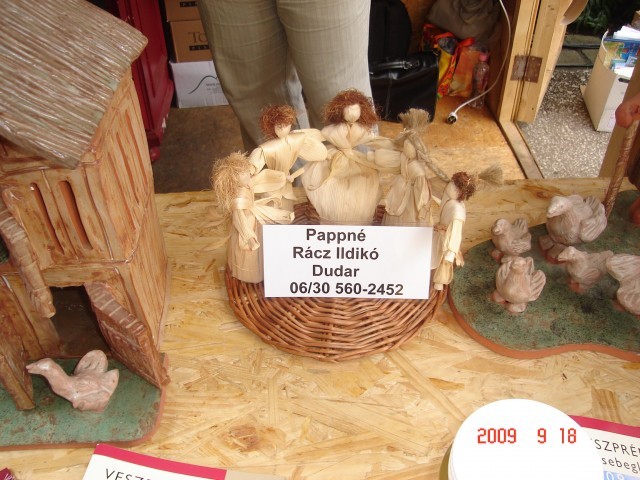 Pappné
Rácz Ildikó
Dudar
06/30 560-2452
2009 9 18